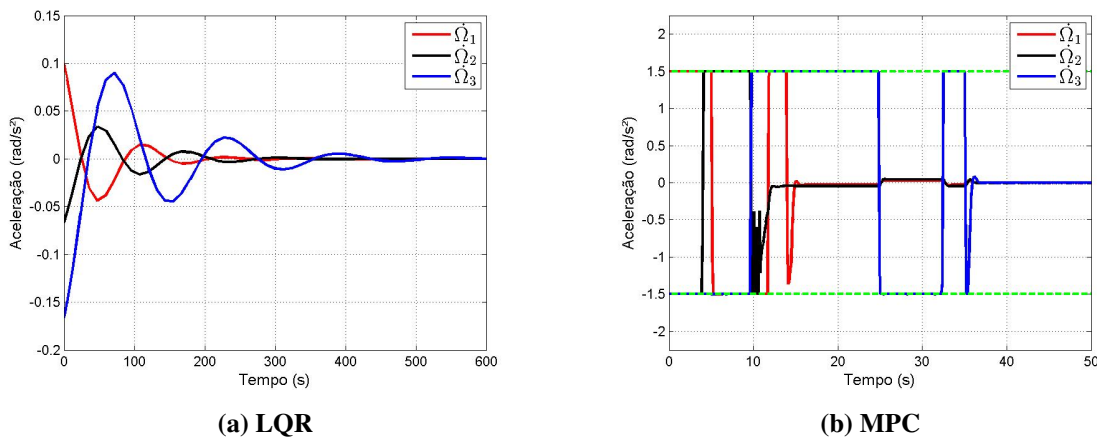 0.15
0.1
0.05
0
-0.05
-0.1
-0.15
-0.2
Aceleração (rad/s²)
0 100 200 300 400 500 600
Tempo (s)
Ω̇1
Ω̇2
Ω̇3
(a) LQR
2
1.5
1
0.5
0
-0.5
-1
-1.5
-2
Aceleração (rad/s²)
0 10 20 30 40 50
Tempo (s)
Ω̇1
Ω̇2
Ω̇3
(b) MPC